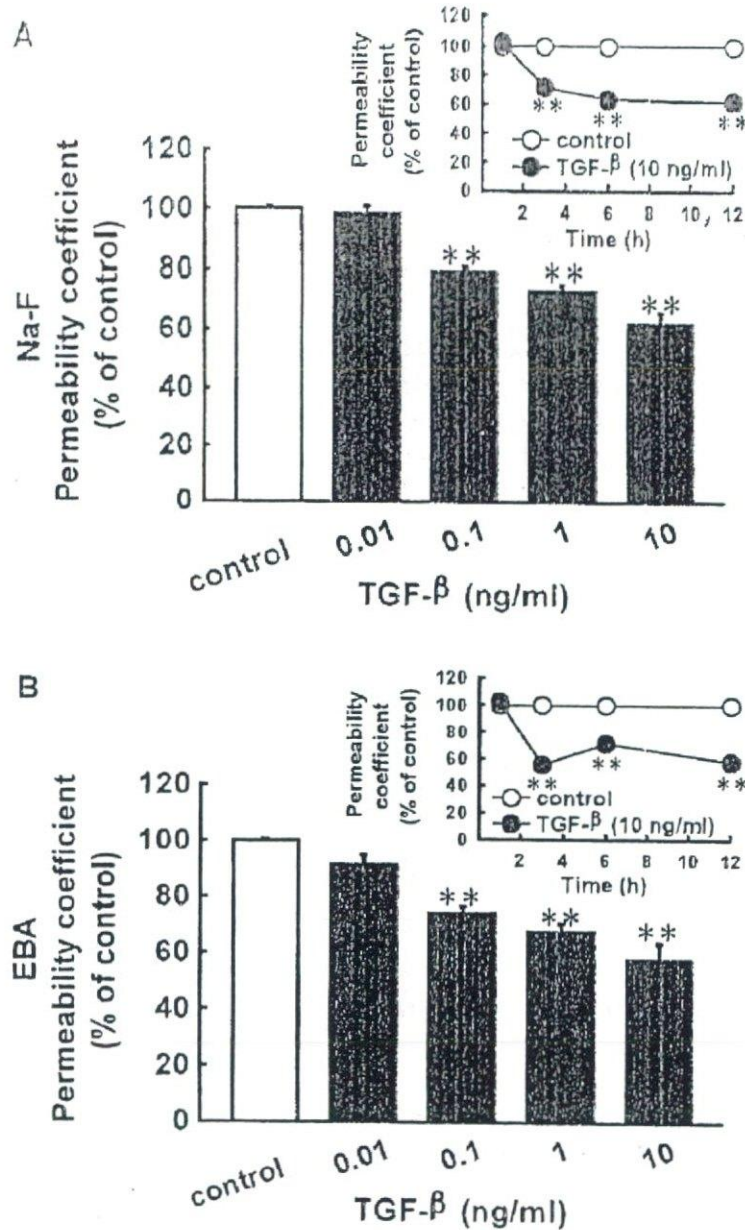 A
Na-F
Permeability coefficient
(% of control)
120
100
80
60
40
20
0
** ** **
control 0.01 0.1 1 10
TGF-β (ng/ml)
Permeability
coefficient
(% of control)
120
100
80
60
40
20
0
** ** **
control
TGF-β (10 ng/ml)
2 4 6 8 10, 12
Time (h)
B
EBA
Permeability coefficient
(% of control)
120
100
80
60
40
20
0
** ** **
control 0.01 0.1 1 10
TGF-β (ng/ml)
Permeability
coefficient
(% of control)
120
100
80
60
40
20
0
** ** **
control
TGF-β (10 ng/ml)
2 4 6 8 10 12
Time (h)